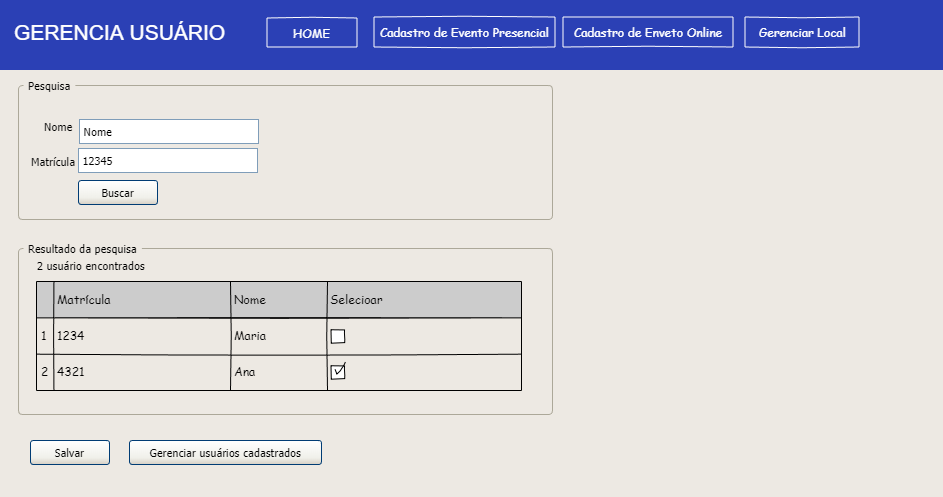 GERENCIA USUÁRIO HOME Cadastro de Evento Presencial Cadastro de Enveto Online Gerenciar Local
Pesquisa
Nome Nome
Matrícula 12345
Buscar
Resultado da pesquisa
2 usuário encontrados
Matrícula Nome Selecioar
1 1234 Maria
2 4321 Ana
Salvar Gerenciar usuários cadastrados